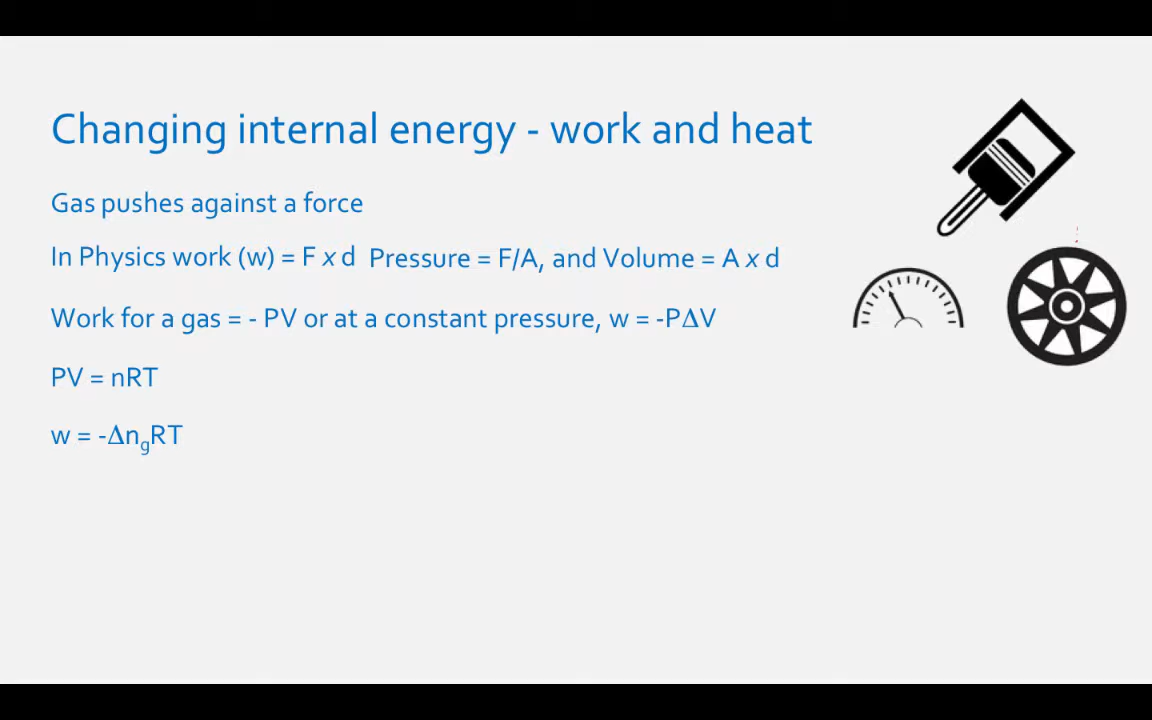 Changing internal energy - work and heat
Gas pushes against a force
In Physics work (w) = F x d Pressure = F/A, and Volume = A x d
Work for a gas = - PV or at a constant pressure, w = -PΔV
PV = nRT
w = -ΔngRT